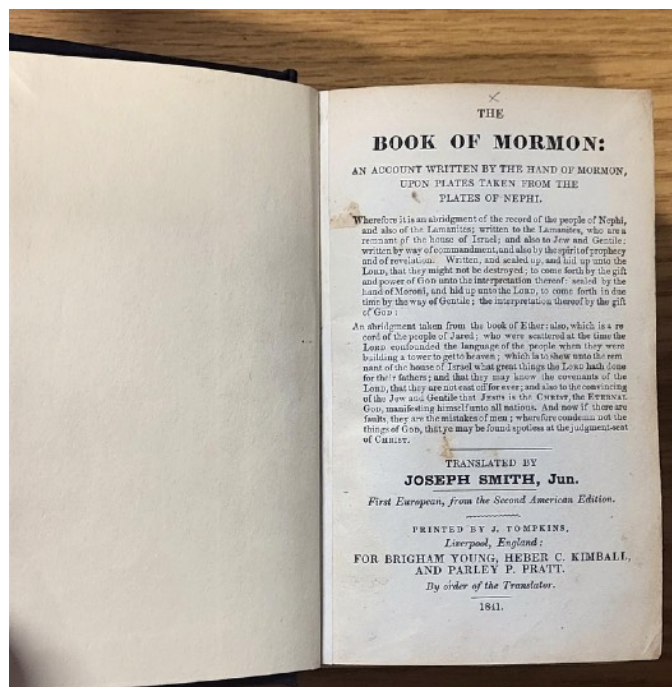 THE
BOOK OF MORMON:
AN ACCOUNT WRITTEN BY THE HAND OF MORMON,
UPON PLATES TAKEN FROM THE
PLATES OF NEPHI.
Wherefore it is an abridgment of the record of the people of Nephi,
and also of the Lamanites; written to the Lamanites, who are a
remnant of the house of Israel; and also to Jew and Gentile:
written by way of commandment, and also by the spirit of prophecy
and of revelation. Written, and sealed up, and hid up unto the
LORD, that they might not be destroyed; to come forth by the gift
and power of GOD unto the interpretation thereof: sealed by the
hand of Moroni, and hid up unto the LORD, to come forth in due
time by the way of Gentile; the interpretation thereof by the gift
of GOD:
An abridgment taken from the book of Ether: also, which is a re
cord of the people of Jared; who were scattered at the time the
LORD confounded the language of the people when they were
building a tower to get to heaven; which is to shew unto the rem
nant of the house of Israel what great things the LORD hath done
for their fathers; and that they may know the covenants of the
LORD, that they are not cast off for ever; and also to the convincing
of the Jew and Gentile that JESUS is the CHRIST, the ETERNAL
GOD, manifesting himself unto all nations. And now if there are
faults, they are the mistakes of men; wherefore condemn not the
things of GOD, that ye may be found spotless at the judgment-seat
of CHRIST.
TRANSLATED BY
JOSEPH SMITH, Jun.
First European, from the Second American Edition.
PRINTED BY J. TOMPKINS,
Liverpool, England:
FOR BRIGHAM YOUNG, HEBER C. KIMBALL,
AND PARLEY P. PRATT.
By order of the Translator.
1841.